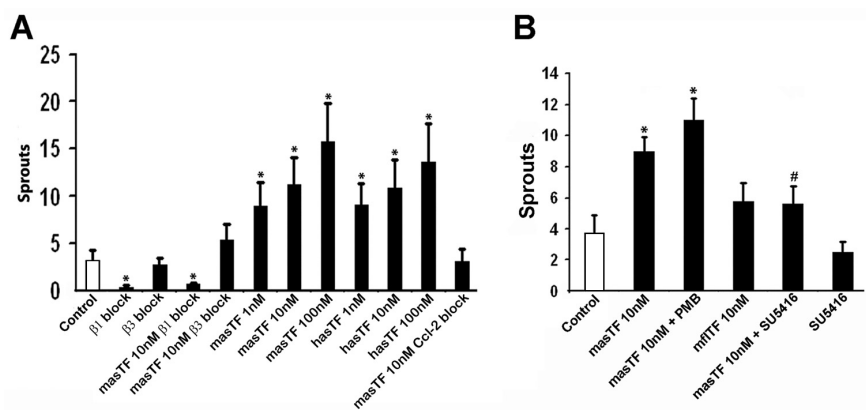 A
Sprouts
25
20
15
10
5
0
*
*
*
*
*
*
*
*
Control
β1 block
β3 block
masTF 10nM β1 block
masTF 10nM β3 block
masTF 1nM
masTF 10nM
masTF 100nM
hasTF 1nM
hasTF 10nM
hasTF 100nM
masTF 10nM Ccl-2 block
B
Sprouts
14
12
10
8
6
4
2
0
*
*
#
Control
masTF 10nM
masTF 10nM + PMB
mflTF 10nM
masTF 10nM + SU5416
SU5416